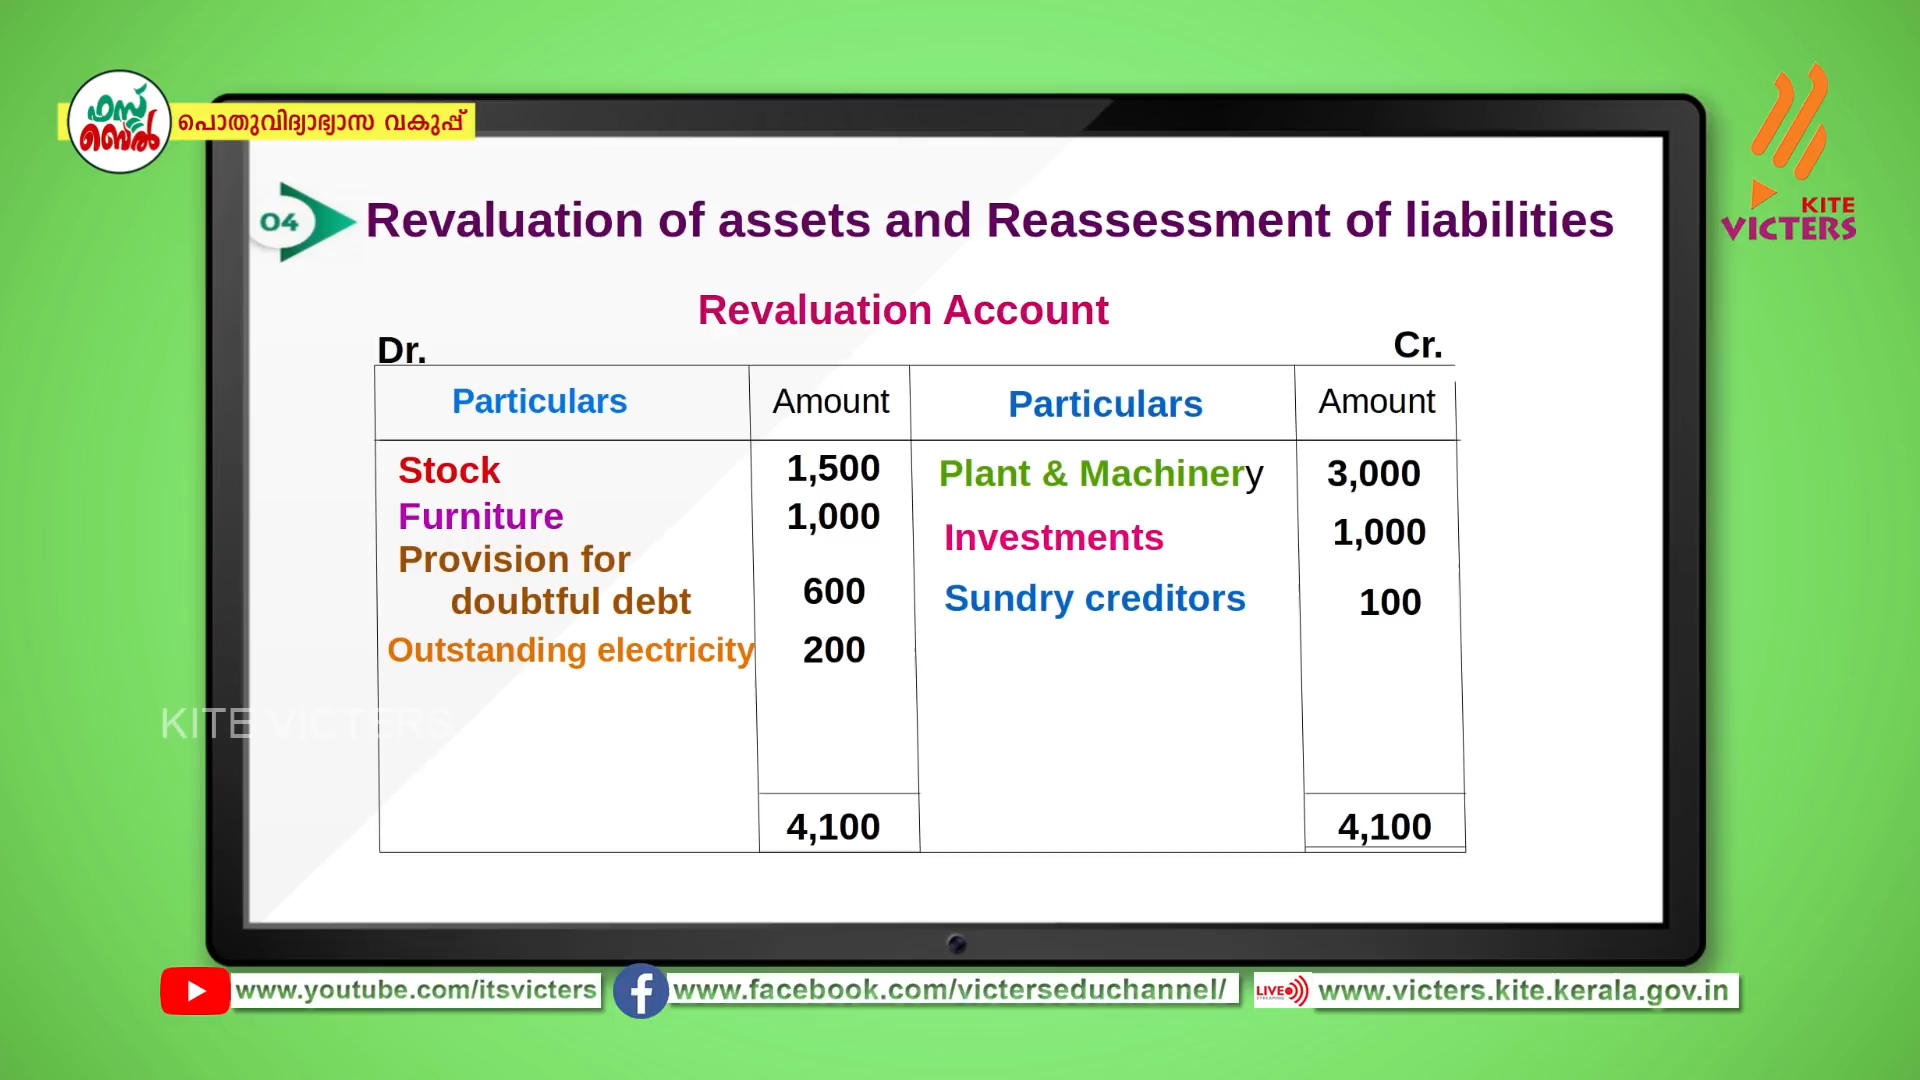 ഫസ്റ്റ്
ബെൽ
പൊതുവിദ്യാഭ്യാസ വകുപ്പ്
KITE
VICTERS
04
Revaluation of assets and Reassessment of liabilities
Revaluation Account
Dr. Cr.
Particulars Amount Particulars Amount
Stock 1,500 Plant & Machinery 3,000
Furniture 1,000 Investments 1,000
Provision for
doubtful debt 600 Sundry creditors 100
Outstanding electricity 200
KITE VICTERS
4,100 4,100
www.youtube.com/itsvicters www.facebook.com/victerseduchannel/ LIVE STREAMING www.victers.kite.kerala.gov.in